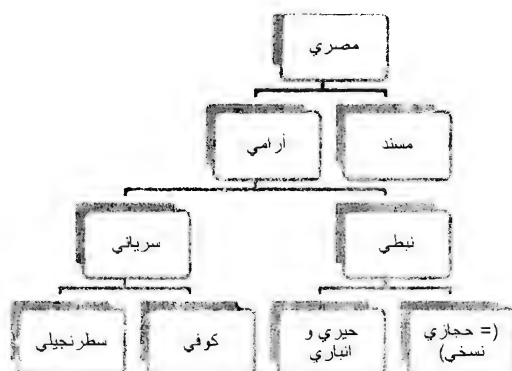 مصري
مسند
أرامي
نبطي
سرياني
(= حجازي
نسخي)
حيري و
انباري
كوفي
سطرنجيلي